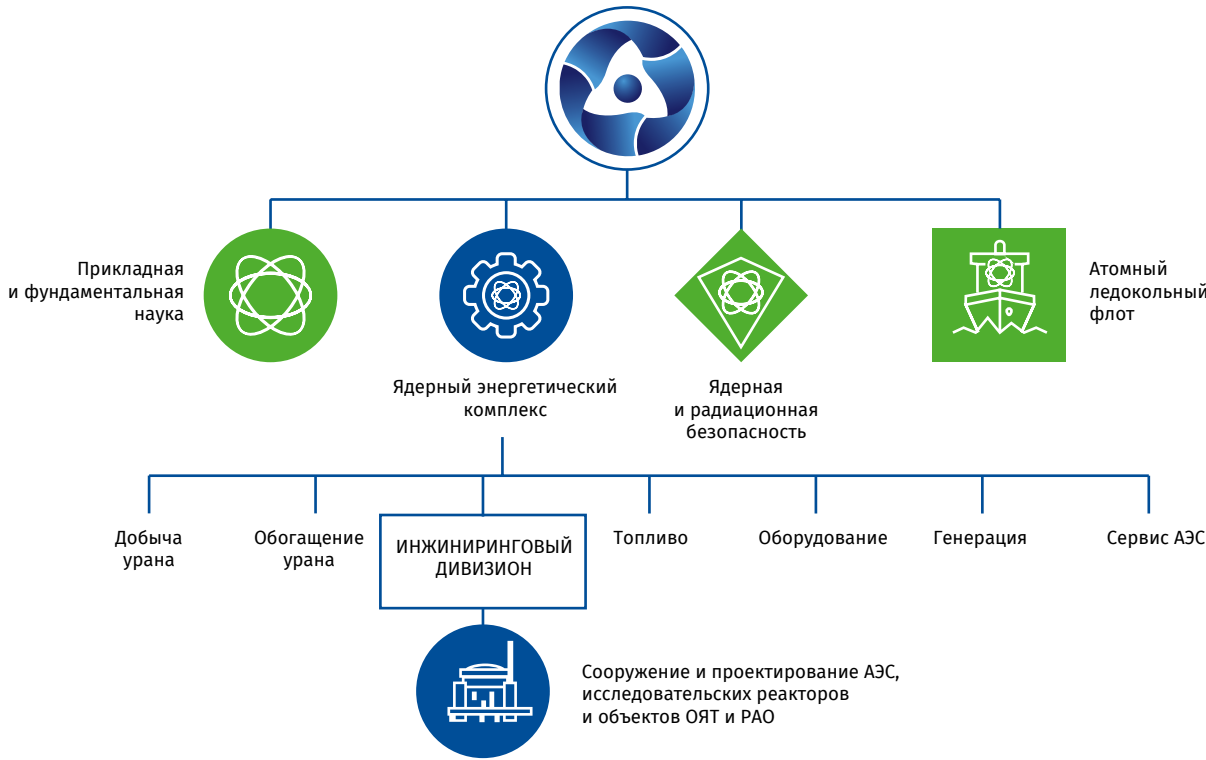 Прикладная
и фундаментальная
наука
Ядерный энергетический
комплекс
Ядерная
и радиационная
безопасность
Атомный
ледокольный
флот
Добыча
урана
Обогащение
урана
ИНЖИНИРИНГОВЫЙ
ДИВИЗИОН
Топливо
Оборудование
Генерация
Сервис АЭС
Сооружение и проектирование АЭС,
исследовательских реакторов
и объектов ОЯТ и РАО